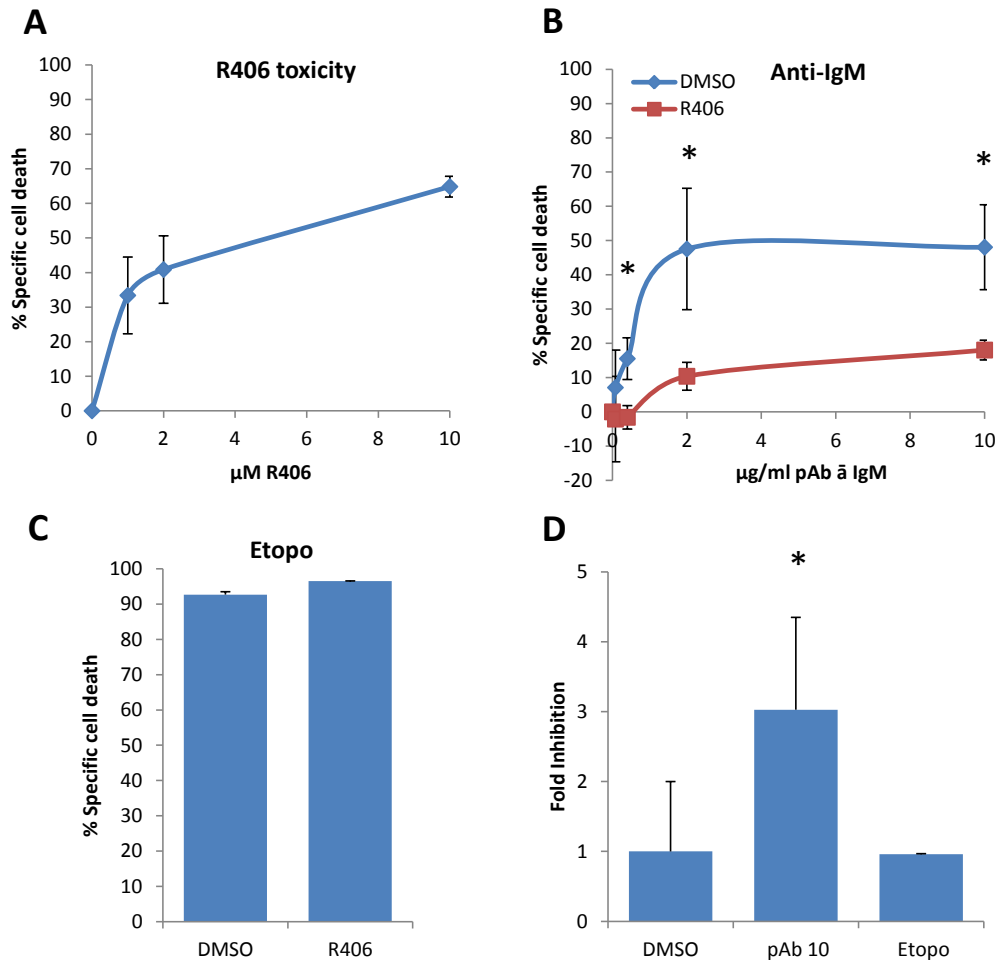 A
R406 toxicity
% Specific cell death
100
90
80
70
60
50
40
30
20
10
0
0 2 4 6 8 10
µM R406
B
Anti-IgM
DMSO
R406
% Specific cell death
100
90
80
70
60
50
40
30
20
10
0
-10
-20
0 2 4 6 8 10
* * *
µg/ml pAb ā IgM
C
Etopo
% Specific cell death
100
90
80
70
60
50
40
30
20
10
0
DMSO R406
D
*
Fold Inhibition
5
4
3
2
1
0
DMSO pAb 10 Etopo